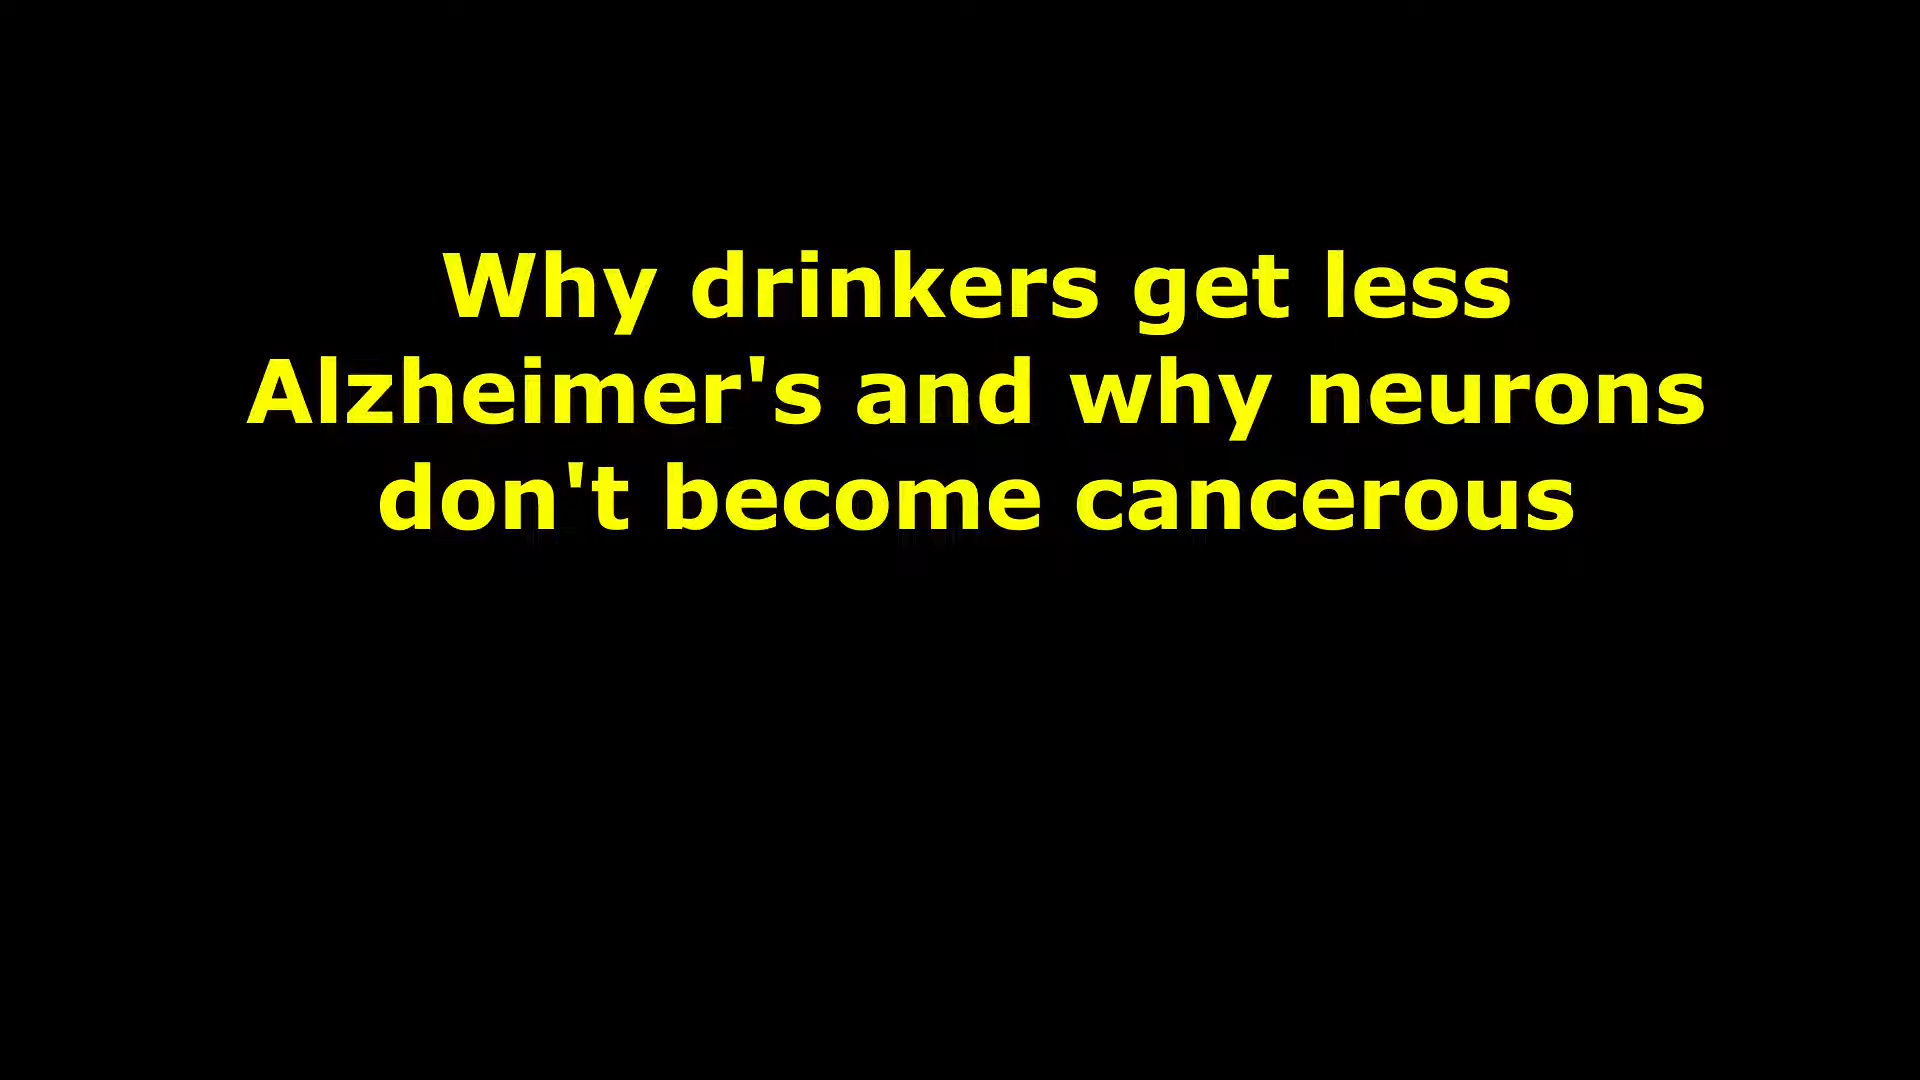 Why drinkers get less
Alzheimer's and why neurons
don't become cancerous